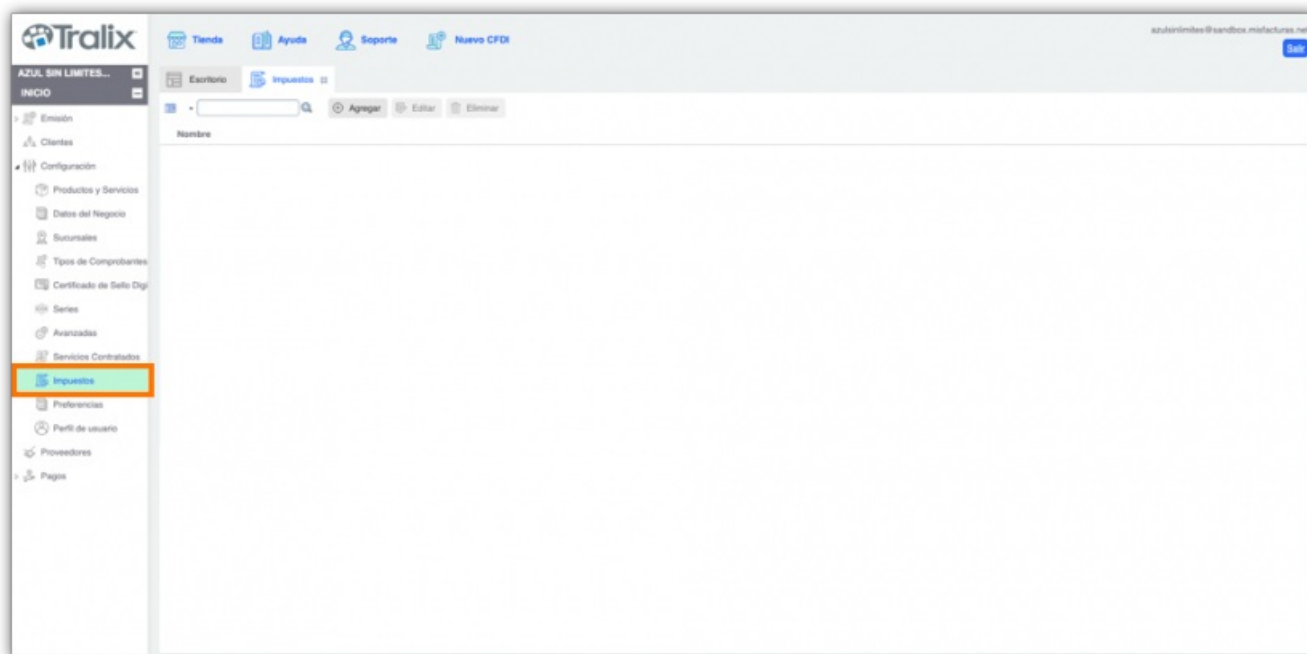 Tralix
Tienda Ayuda Soporte Nuevo CFDI
azulsinlimites@sandbox.misfacturas.net
Salir
AZUL SIN LIMITES...
INICIO
Escritorio Impuestos
Agregar Editar Eliminar
Nombre
Emisión
Clientes
Configuración
Productos y Servicios
Datos del Negocio
Sucursales
Tipos de Comprobantes
Certificado de Sello Digi
Series
Avanzadas
Servicios Contratados
Impuestos
Preferencias
Perfil de usuario
Proveedores
Pagos